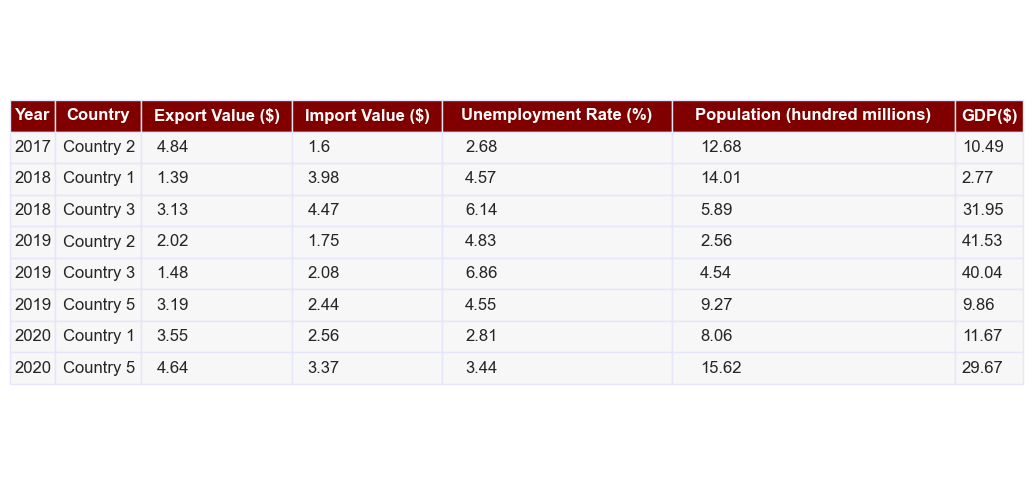 Year Country Export Value ($) Import Value ($) Unemployment Rate (%) Population (hundred millions) GDP($)
2017 Country 2 4.84 1.6 2.68 12.68 10.49
2018 Country 1 1.39 3.98 4.57 14.01 2.77
2018 Country 3 3.13 4.47 6.14 5.89 31.95
2019 Country 2 2.02 1.75 4.83 2.56 41.53
2019 Country 3 1.48 2.08 6.86 4.54 40.04
2019 Country 5 3.19 2.44 4.55 9.27 9.86
2020 Country 1 3.55 2.56 2.81 8.06 11.67
2020 Country 5 4.64 3.37 3.44 15.62 29.67